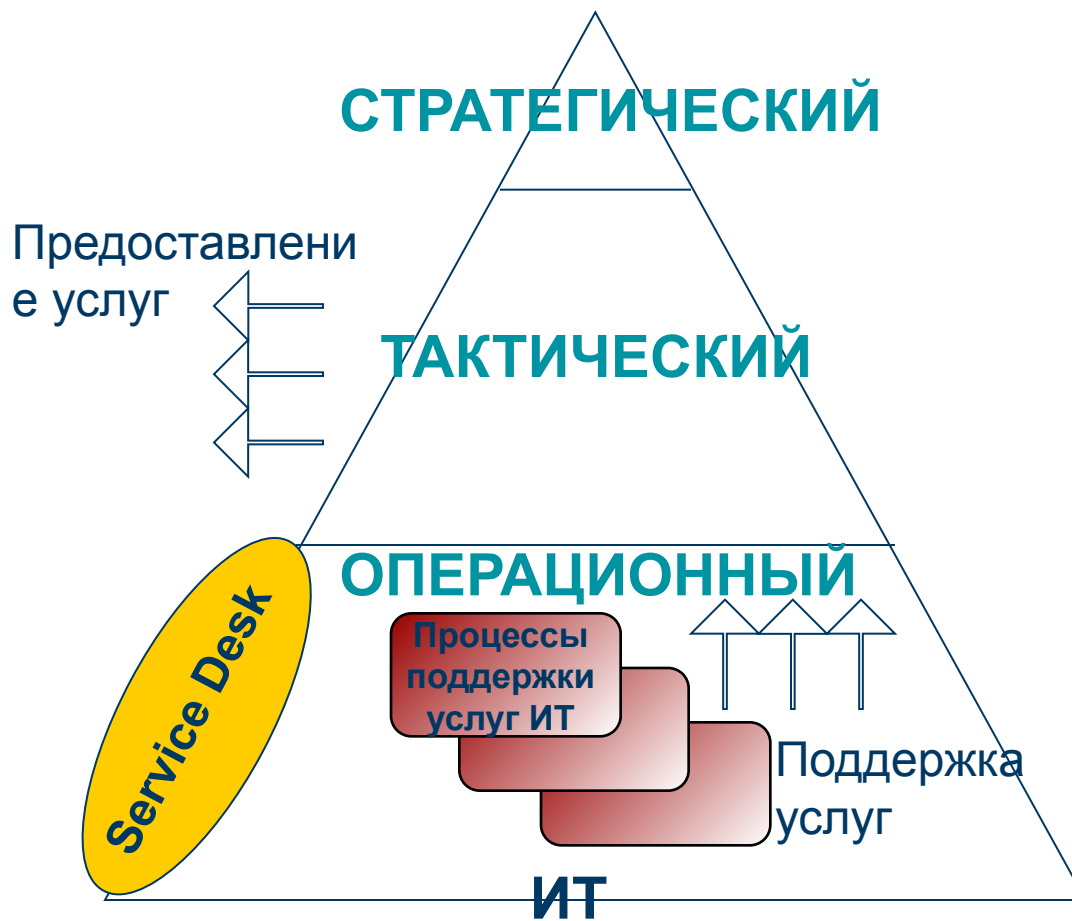 СТРАТЕГИЧЕСКИЙ
Предоставлени
е услуг
ТАКТИЧЕСКИЙ
ОПЕРАЦИОННЫЙ
Service Desk
Процессы
поддержки
услуг ИТ
Поддержка
услуг
ИТ